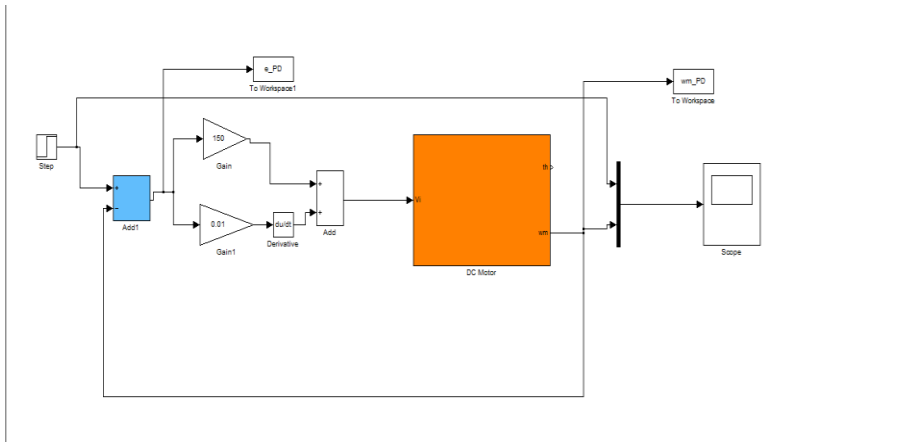 e_PD
To Workspace1
wm_PD
To Workspace
Step
150
Gain
+
−
Add1
0.01
Gain1
du/dt
Derivative
+
+
Add
Vi
th
wm
DC Motor
Scope